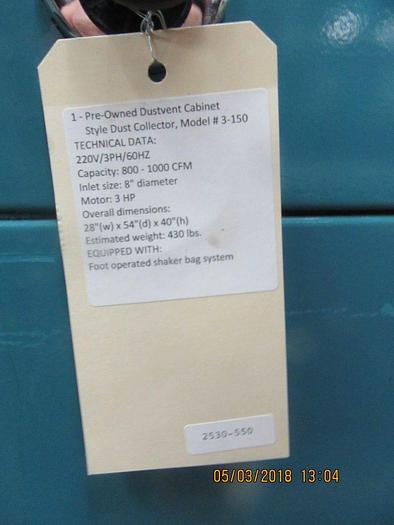 1 - Pre-Owned Dustvent Cabinet
Style Dust Collector, Model # 3-150
TECHNICAL DATA:
220V/3PH/60HZ
Capacity: 800 - 1000 CFM
Inlet size: 8" diameter
Motor: 3 HP
Overall dimensions:
28"(w) x 54"(d) x 40"(h)
Estimated weight: 430 lbs.
EQUIPPED WITH:
Foot operated shaker bag system
2530-550
05/03/2018 13:04